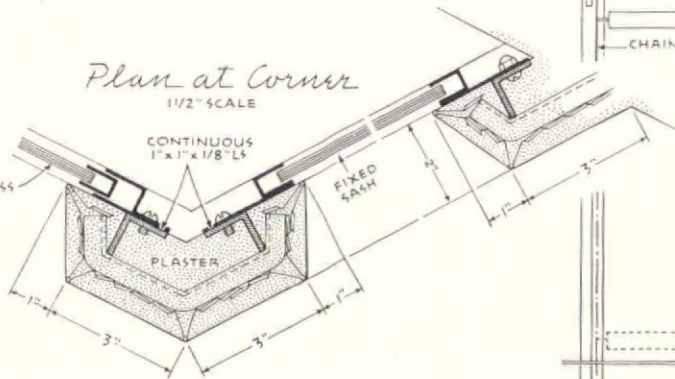 Plan at Corner
1 1/2" SCALE
CONTINUOUS
1" x 1" x 1/8" LS
FIXED
SASH
PLASTER
CHAIN
2"
1"
3"
1"
3"
3"
1"